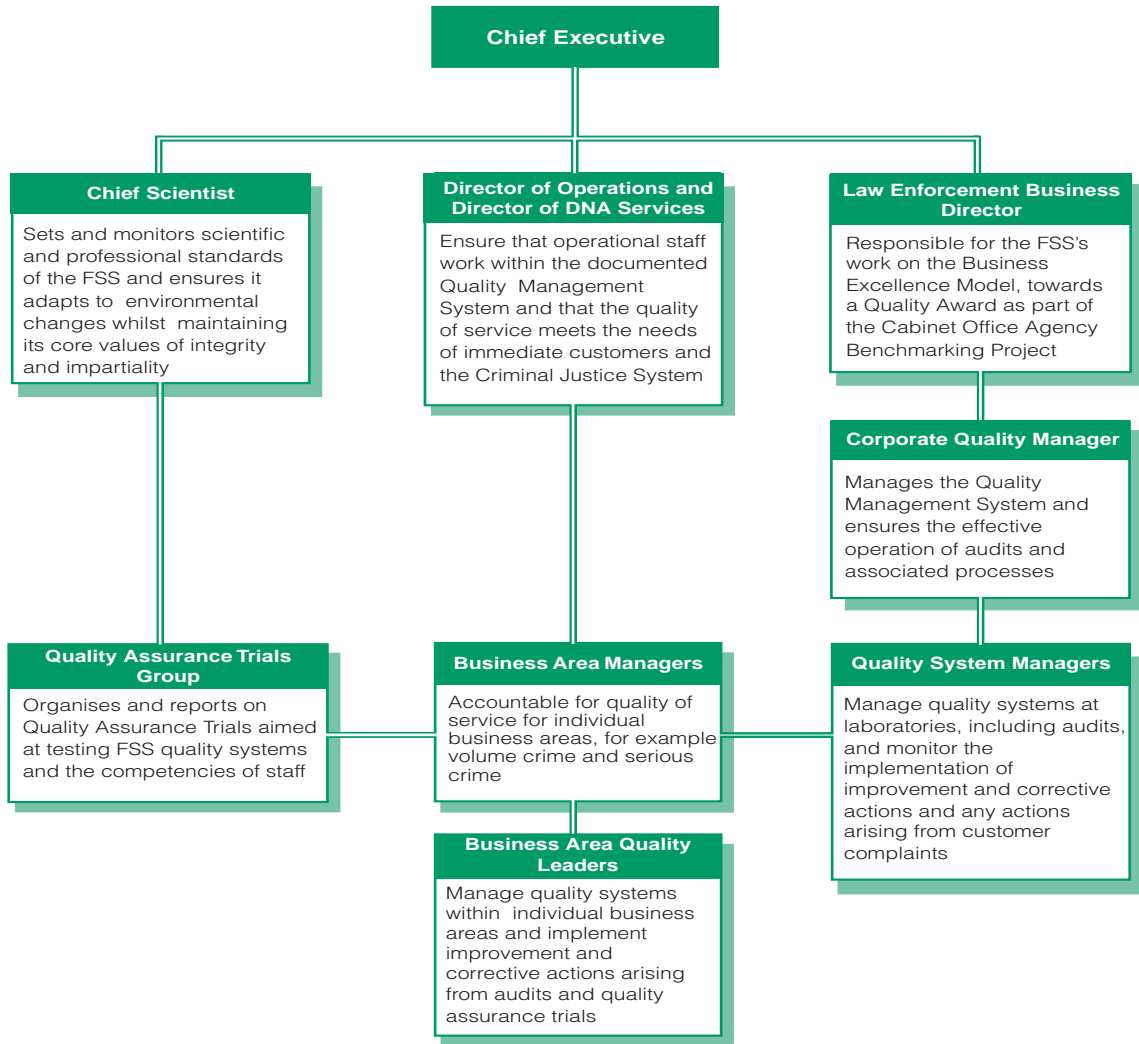 Chief Executive
Chief Scientist
Sets and monitors scientific
and professional standards
of the FSS and ensures it
adapts to environmental
changes whilst maintaining
its core values of integrity
and impartiality
Director of Operations and
Director of DNA Services
Ensure that operational staff
work within the documented
Quality Management
System and that the quality
of service meets the needs
of immediate customers and
the Criminal Justice System
Law Enforcement Business
Director
Responsible for the FSS's
work on the Business
Excellence Model, towards
a Quality Award as part of
the Cabinet Office Agency
Benchmarking Project
Corporate Quality Manager
Manages the Quality
Management System and
ensures the effective
operation of audits and
associated processes
Quality Assurance Trials
Group
Organises and reports on
Quality Assurance Trials aimed
at testing FSS quality systems
and the competencies of staff
Business Area Managers
Accountable for quality of
service for individual
business areas, for example
volume crime and serious
crime
Quality System Managers
Manage quality systems at
laboratories, including audits,
and monitor the
implementation of
improvement and corrective
actions and any actions
arising from customer
complaints
Business Area Quality
Leaders
Manage quality systems
within individual business
areas and implement
improvement and
corrective actions arising
from audits and quality
assurance trials